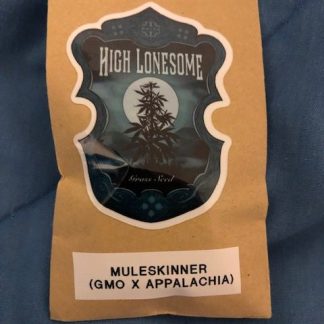 HIGH LONESOME
Grass Seed
MULESKINNER
(GMO X APPALACHIA)